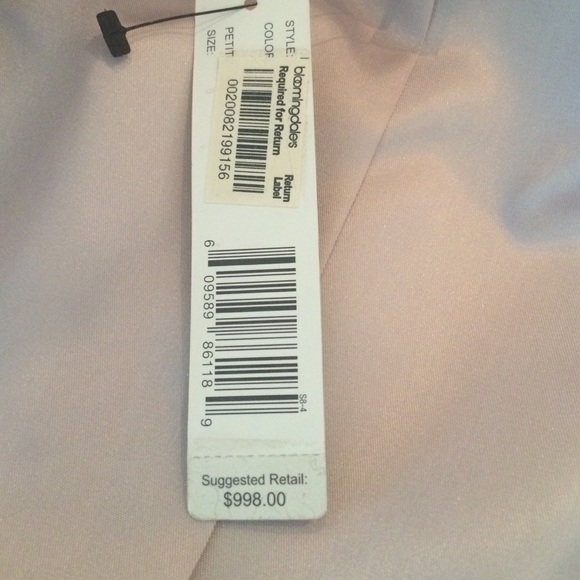 STYLE:
COLOR
PETIT
SIZE:
bloomingdale's
Required for Return
Return
Label
0020082199156
6 09589 86118 9
S8-4
Suggested Retail:
$998.00